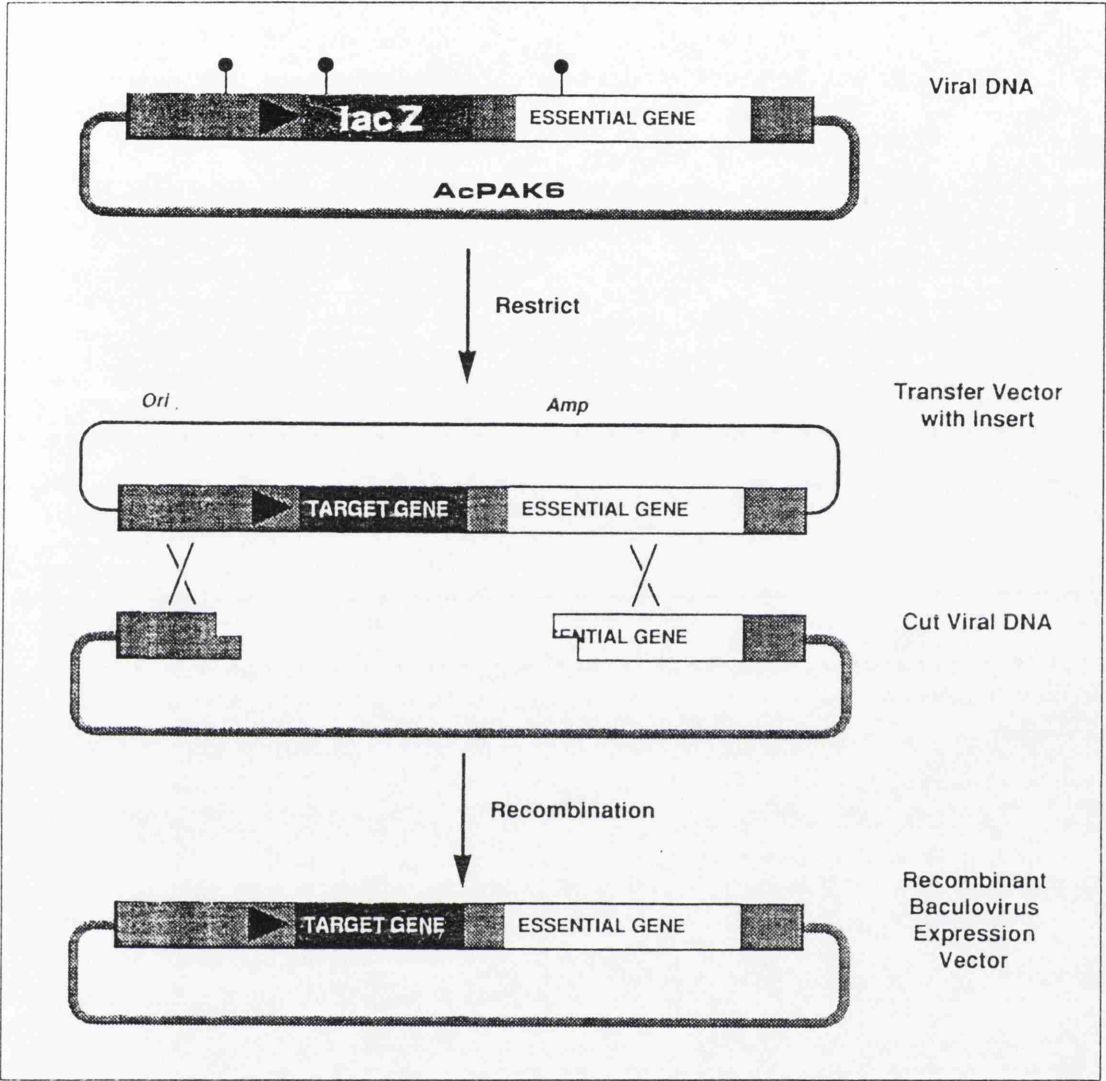 Viral DNA
lac Z
ESSENTIAL GENE
AcPAK6
Restrict
Transfer Vector
with Insert
Ori
Amp
TARGET GENE
ESSENTIAL GENE
Cut Viral DNA
ENTIAL GENE
Recombination
Recombinant
Baculovirus
Expression
Vector
TARGET GENE
ESSENTIAL GENE